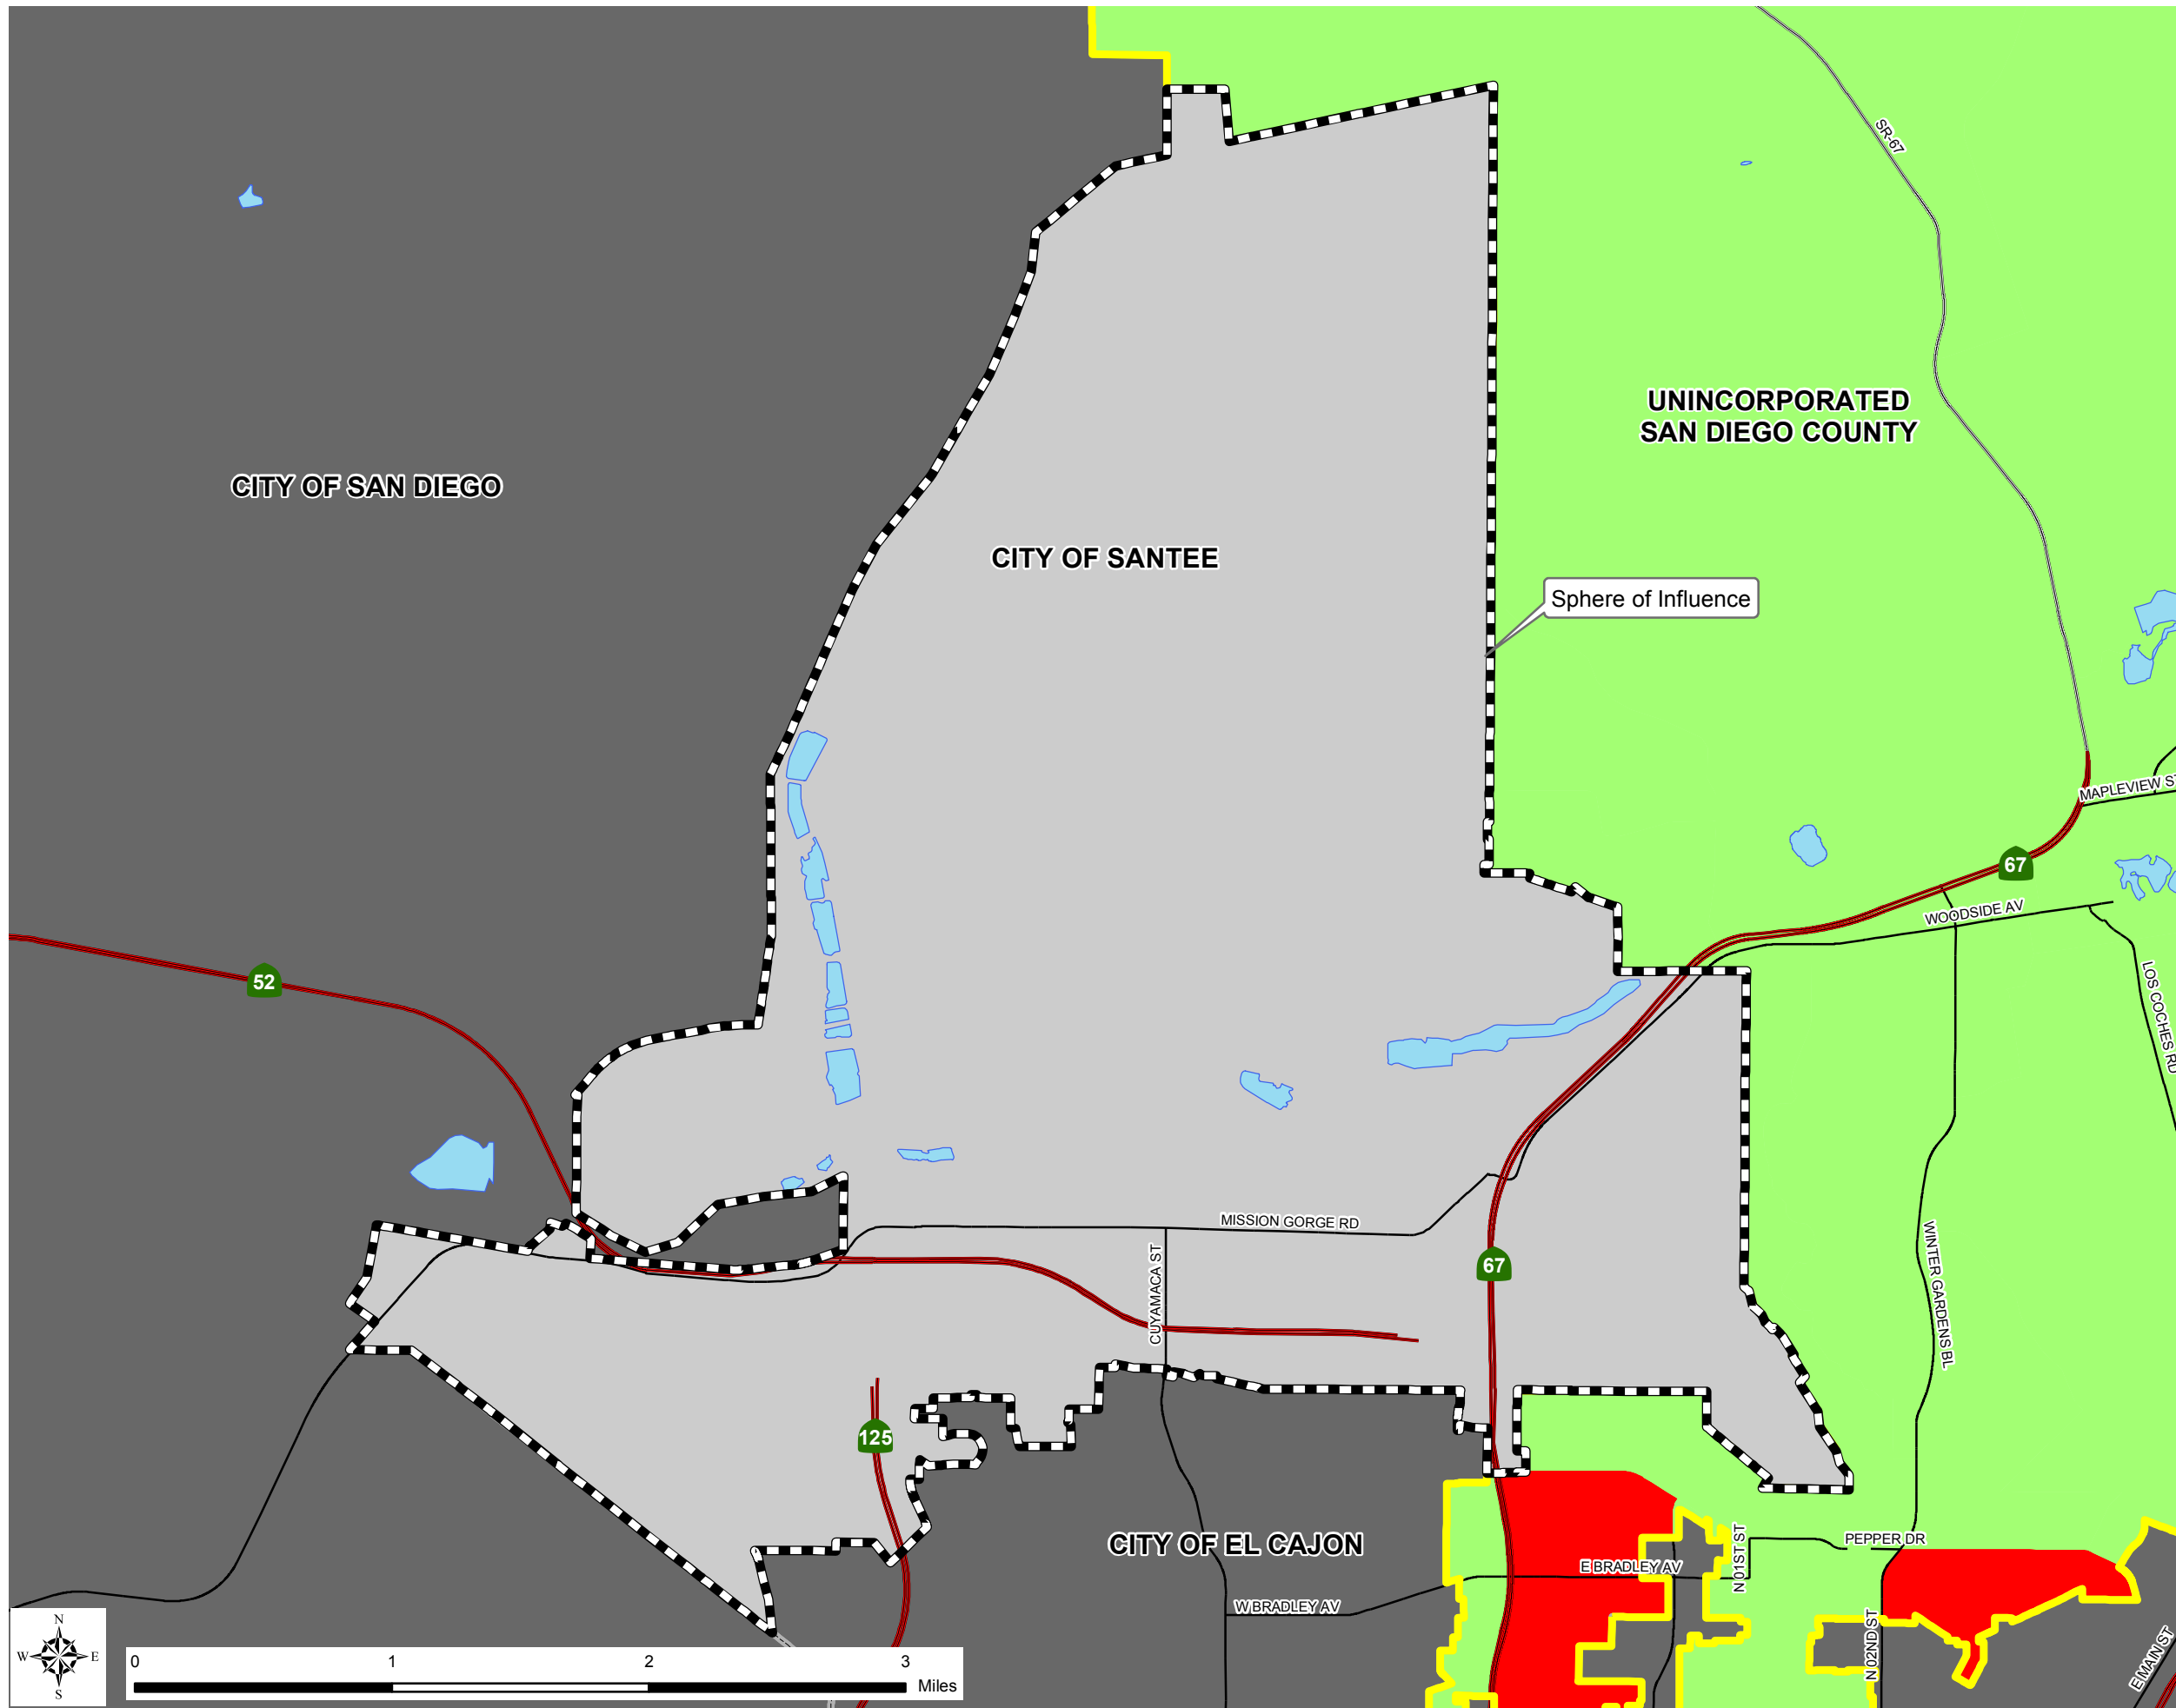 SR-67
UNINCORPORATED
SAN DIEGO COUNTY
CITY OF SAN DIEGO
CITY OF SANTEE
Sphere of Influence
MAPLEVIEW ST
67
WOODSIDE AV
52
LOS COCHES RD
MISSION GORGE RD
CUYAMACA ST
67
WINTER GARDENS BL
125
CITY OF EL CAJON
PEPPER DR
E BRADLEY AV
N 01ST ST
W BRADLEY AV
N 02ND ST
E MAIN ST
N
W E
S
0 1 2 3
Miles